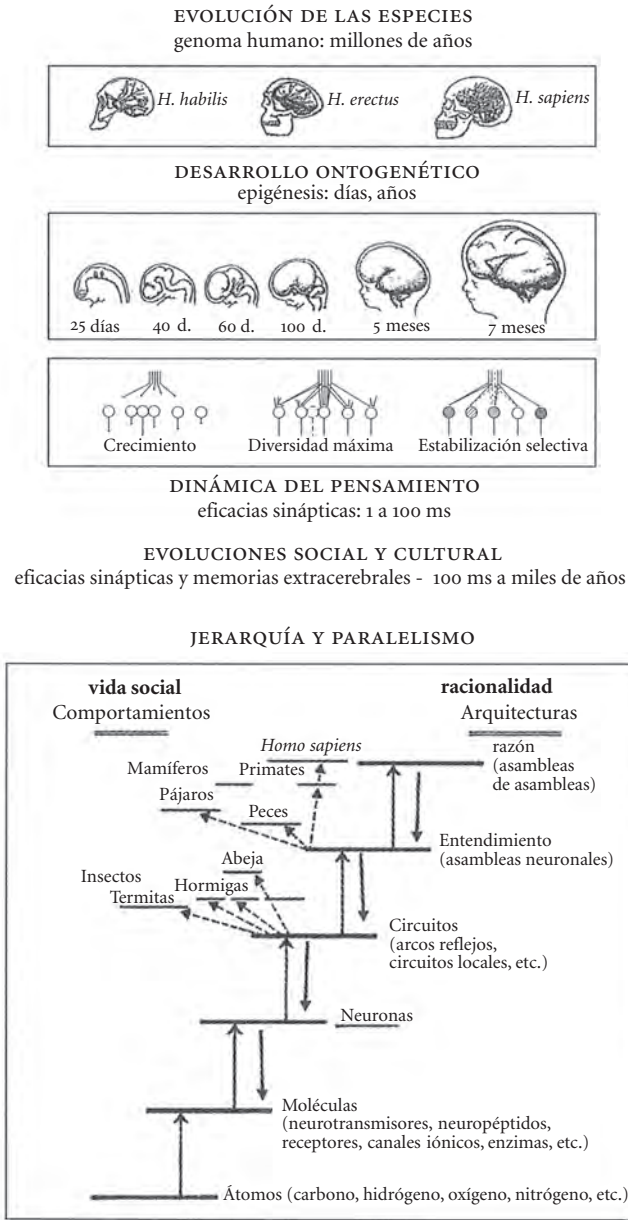 EVOLUCIÓN DE LAS ESPECIES
genoma humano: millones de años
H. habilis
H. erectus
H. sapiens
DESARROLLO ONTOGENÉTICO
epigénesis: días, años
25 días
40 d.
60 d.
100 d.
5 meses
7 meses
Crecimiento
Diversidad máxima
Estabilización selectiva
DINÁMICA DEL PENSAMIENTO
eficacias sinápticas: 1 a 100 ms
EVOLUCIONES SOCIAL Y CULTURAL
eficacias sinápticas y memorias extracerebrales - 100 ms a miles de años
JERARQUÍA Y PARALELISMO
vida social
Comportamientos
racionalidad
Arquitecturas
Homo sapiens
razón
(asambleas
de asambleas)
Mamíferos
Primates
Pájaros
Peces
Entendimiento
(asambleas neuronales)
Abeja
Insectos
Hormigas
Termitas
Circuitos
(arcos reflejos,
circuitos locales, etc.)
Neuronas
Moléculas
(neurotransmisores, neuropéptidos,
receptores, canales iónicos, enzimas, etc.)
Átomos (carbono, hidrógeno, oxígeno, nitrógeno, etc.)